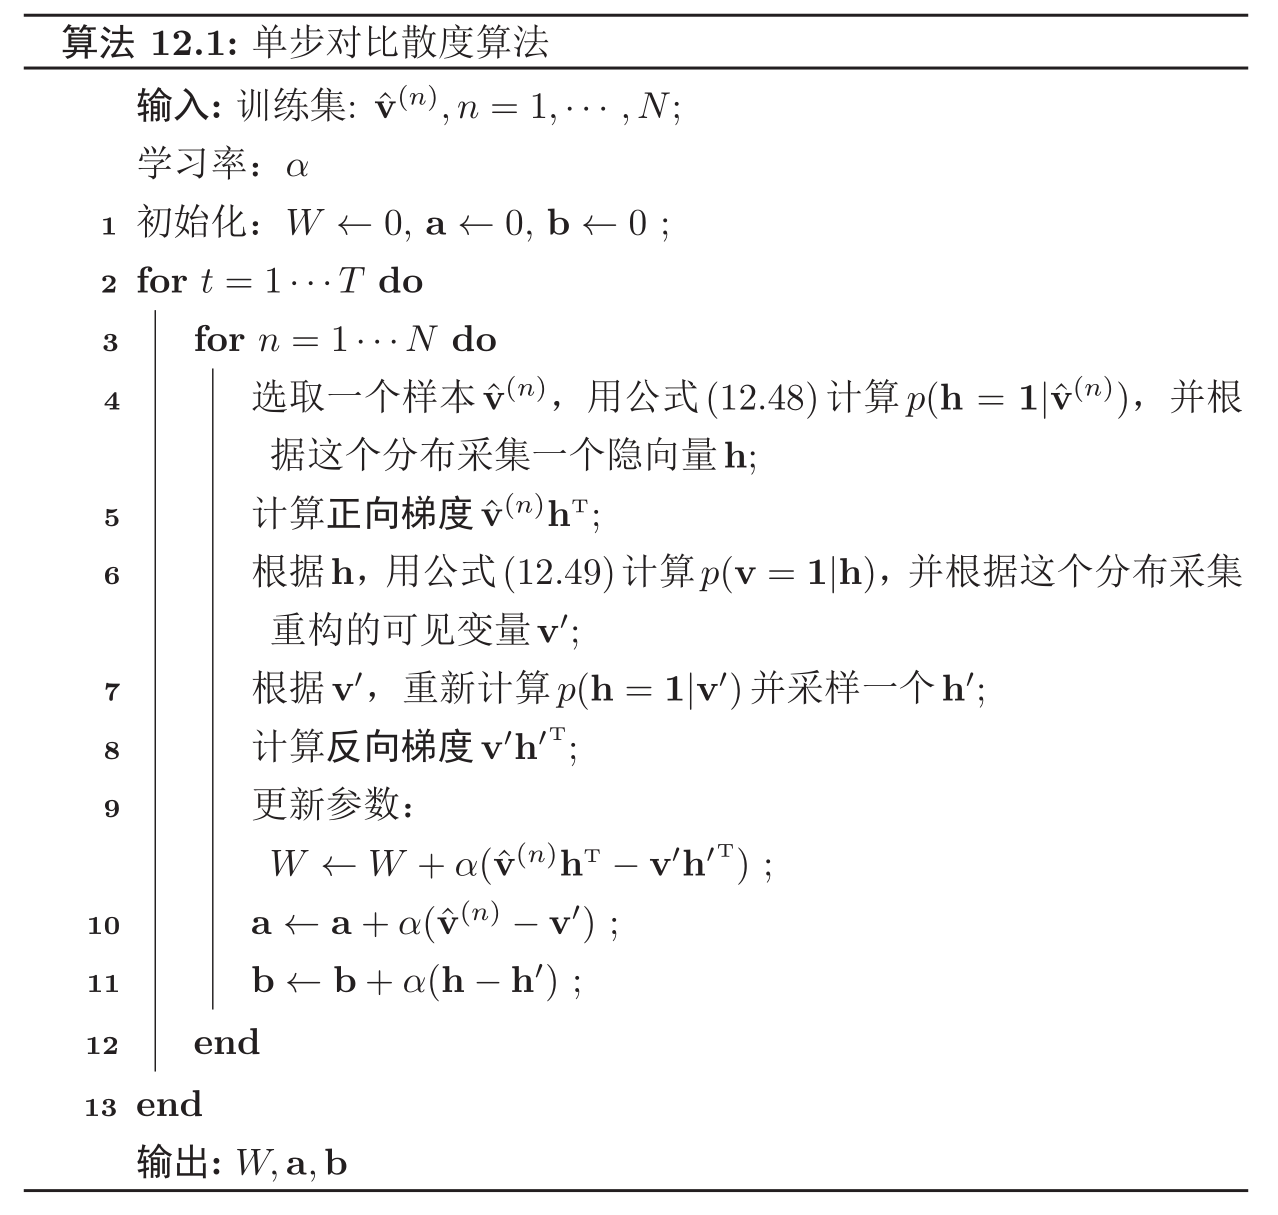 算法 12.1: 单步对比散度算法
输入: 训练集: v̂⁽ⁿ⁾, n = 1, ⋯ , N;
学习率：α
1 初始化：W ← 0, a ← 0, b ← 0 ;
2 for t = 1 ⋯ T do
3 for n = 1 ⋯ N do
4 选取一个样本 v̂⁽ⁿ⁾，用公式 (12.48) 计算 p(h = 1|v̂⁽ⁿ⁾)，并根
据这个分布采集一个隐向量 h;
5 计算正向梯度 v̂⁽ⁿ⁾hᵀ;
6 根据 h，用公式 (12.49) 计算 p(v = 1|h)，并根据这个分布采集
重构的可见变量 v′;
7 根据 v′，重新计算 p(h = 1|v′) 并采样一个 h′;
8 计算反向梯度 v′h′ᵀ;
9 更新参数：
W ← W + α(v̂⁽ⁿ⁾hᵀ − v′h′ᵀ) ;
10 a ← a + α(v̂⁽ⁿ⁾ − v′) ;
11 b ← b + α(h − h′) ;
12 end
13 end
输出: W, a, b